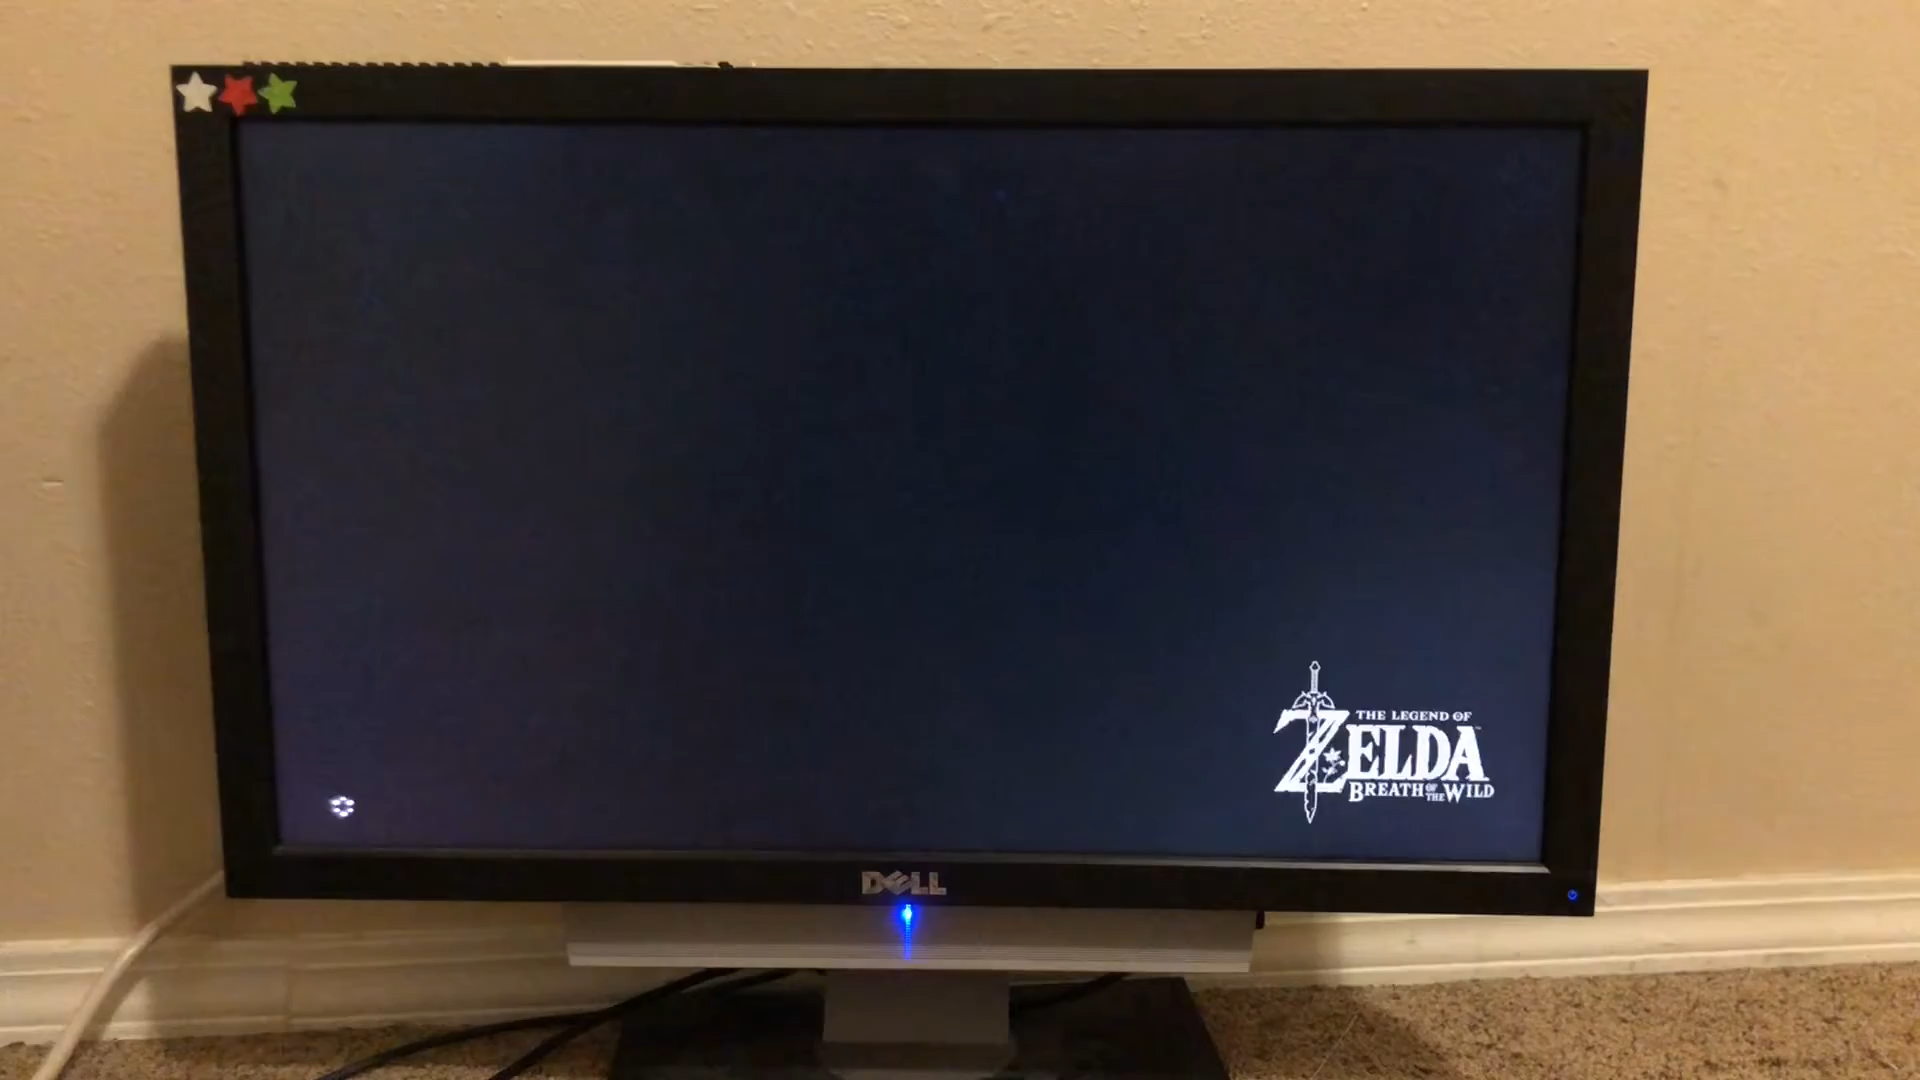 THE LEGEND OF
ZELDA
BREATH OF THE WILD
DELL